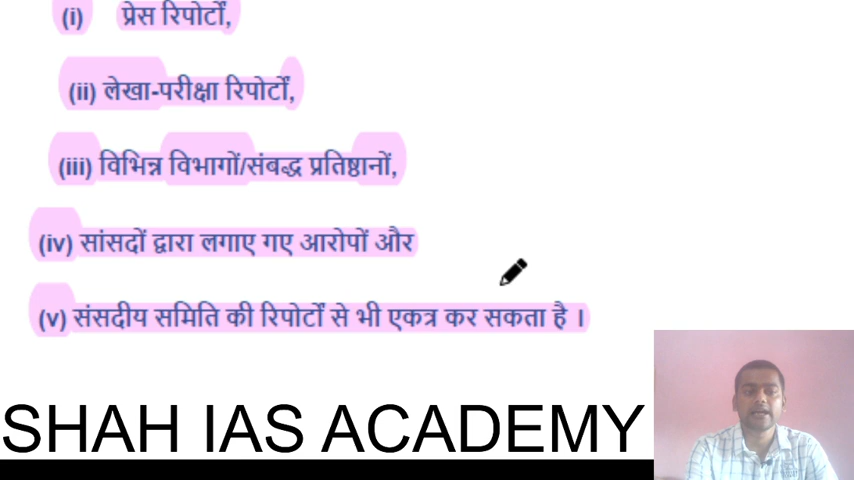 (i) प्रेस रिपोर्टों,
(ii) लेखा-परीक्षा रिपोर्टों,
(iii) विभिन्न विभागों/संबद्ध प्रतिष्ठानों,
(iv) सांसदों द्वारा लगाए गए आरोपों और
(v) संसदीय समिति की रिपोर्टों से भी एकत्र कर सकता है ।
SHAH IAS ACADEMY